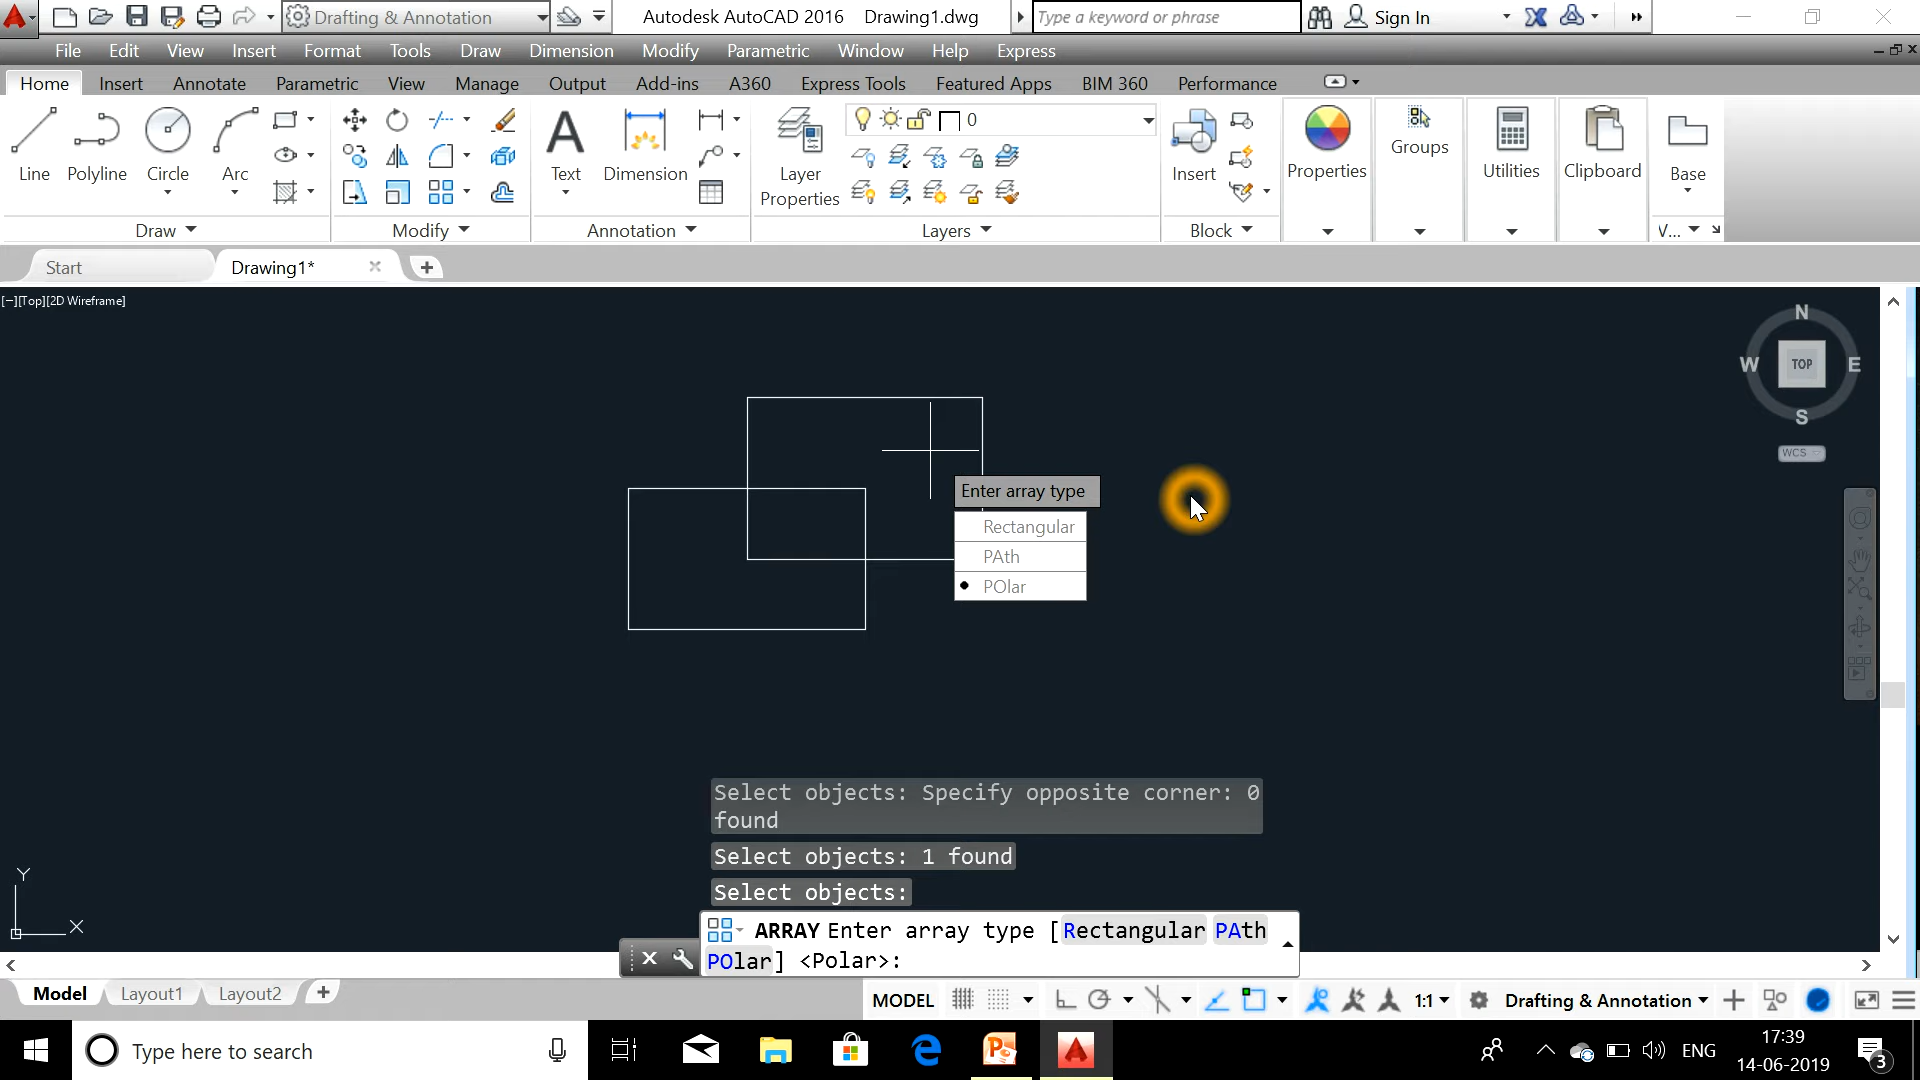 Drafting & Annotation
Autodesk AutoCAD 2016 Drawing1.dwg
Type a keyword or phrase
Sign In
File Edit View Insert Format Tools Draw Dimension Modify Parametric Window Help Express
Home Insert Annotate Parametric View Manage Output Add-ins A360 Express Tools Featured Apps BIM 360 Performance
0
Line Polyline Circle Arc
Text Dimension
Layer
Properties
Insert
Properties
Groups
Utilities
Clipboard
Base
Draw Modify Annotation Layers Block V...
Start Drawing1*
[−][Top][2D Wireframe]
N
W TOP E
S
WCS
Enter array type
Rectangular
PAth
POlar
Select objects: Specify opposite corner: 0
found
Select objects: 1 found
Select objects:
ARRAY Enter array type [Rectangular PAth
POlar] <Polar>:
Y
X
Model Layout1 Layout2
MODEL 1:1 Drafting & Annotation
Type here to search
ENG
17:39
14-06-2019
3